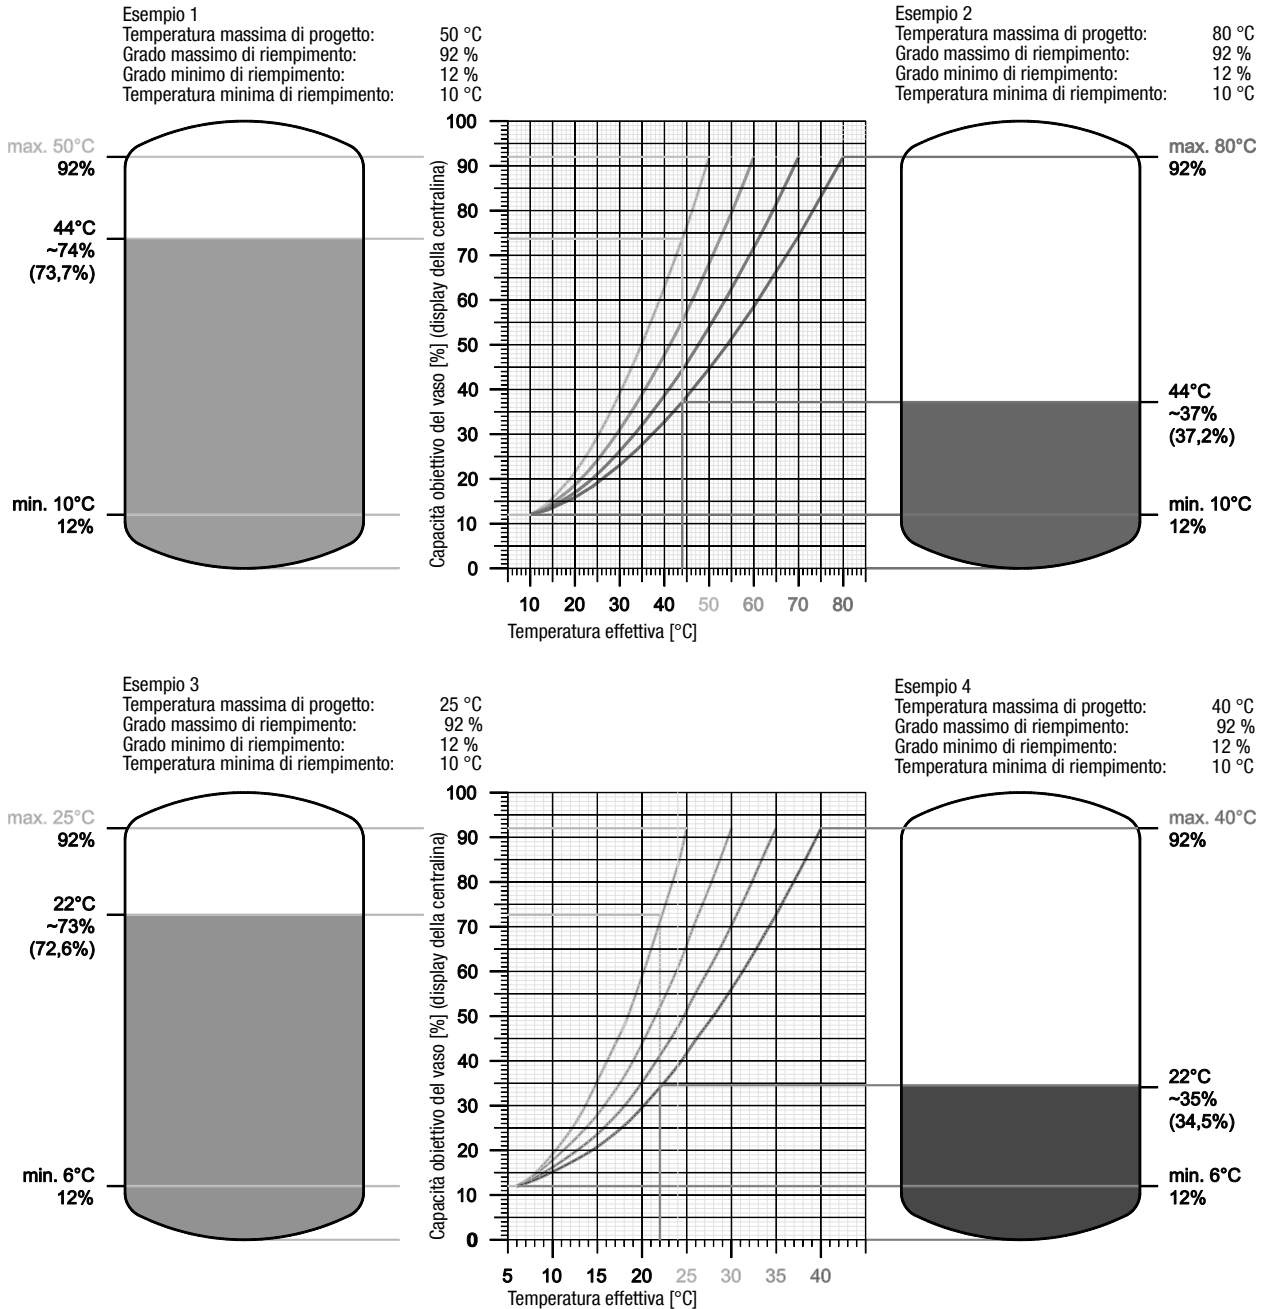 Esempio 1
Temperatura massima di progetto: 50 °C
Grado massimo di riempimento: 92 %
Grado minimo di riempimento: 12 %
Temperatura minima di riempimento: 10 °C
max. 50°C
92%
44°C
~74%
(73,7%)
min. 10°C
12%
Capacità obiettivo del vaso [%] (display della centralina)
100
90
80
70
60
50
40
30
20
10
0
10 20 30 40 50 60 70 80
Temperatura effettiva [°C]
Esempio 2
Temperatura massima di progetto: 80 °C
Grado massimo di riempimento: 92 %
Grado minimo di riempimento: 12 %
Temperatura minima di riempimento: 10 °C
max. 80°C
92%
44°C
~37%
(37,2%)
min. 10°C
12%
Esempio 3
Temperatura massima di progetto: 25 °C
Grado massimo di riempimento: 92 %
Grado minimo di riempimento: 12 %
Temperatura minima di riempimento: 10 °C
max. 25°C
92%
22°C
~73%
(72,6%)
min. 6°C
12%
Capacità obiettivo del vaso [%] (display della centralina)
100
90
80
70
60
50
40
30
20
10
0
5 10 15 20 25 30 35 40
Temperatura effettiva [°C]
Esempio 4
Temperatura massima di progetto: 40 °C
Grado massimo di riempimento: 92 %
Grado minimo di riempimento: 12 %
Temperatura minima di riempimento: 10 °C
max. 40°C
92%
22°C
~35%
(34,5%)
min. 6°C
12%